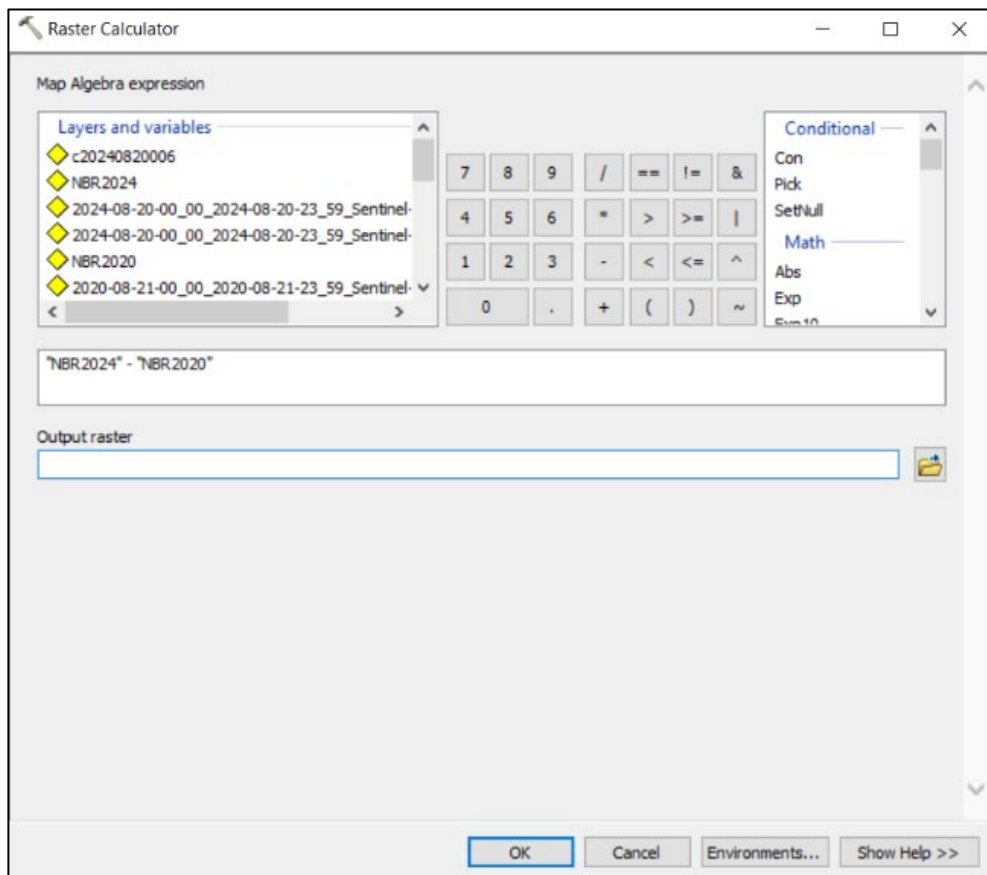 Raster Calculator
Map Algebra expression
Layers and variables
c20240820006
NBR2024
2024-08-20-00_00_2024-08-20-23_59_Sentinel-
2024-08-20-00_00_2024-08-20-23_59_Sentinel-
NBR2020
2020-08-21-00_00_2020-08-21-23_59_Sentinel-
7 8 9 / == != &
4 5 6 * > >= |
1 2 3 - < <= ^
0 . + ( ) ~
Conditional
Con
Pick
SetNull
Math
Abs
Exp
Exp10
"NBR2024" - "NBR2020"
Output raster
OK Cancel Environments... Show Help >>